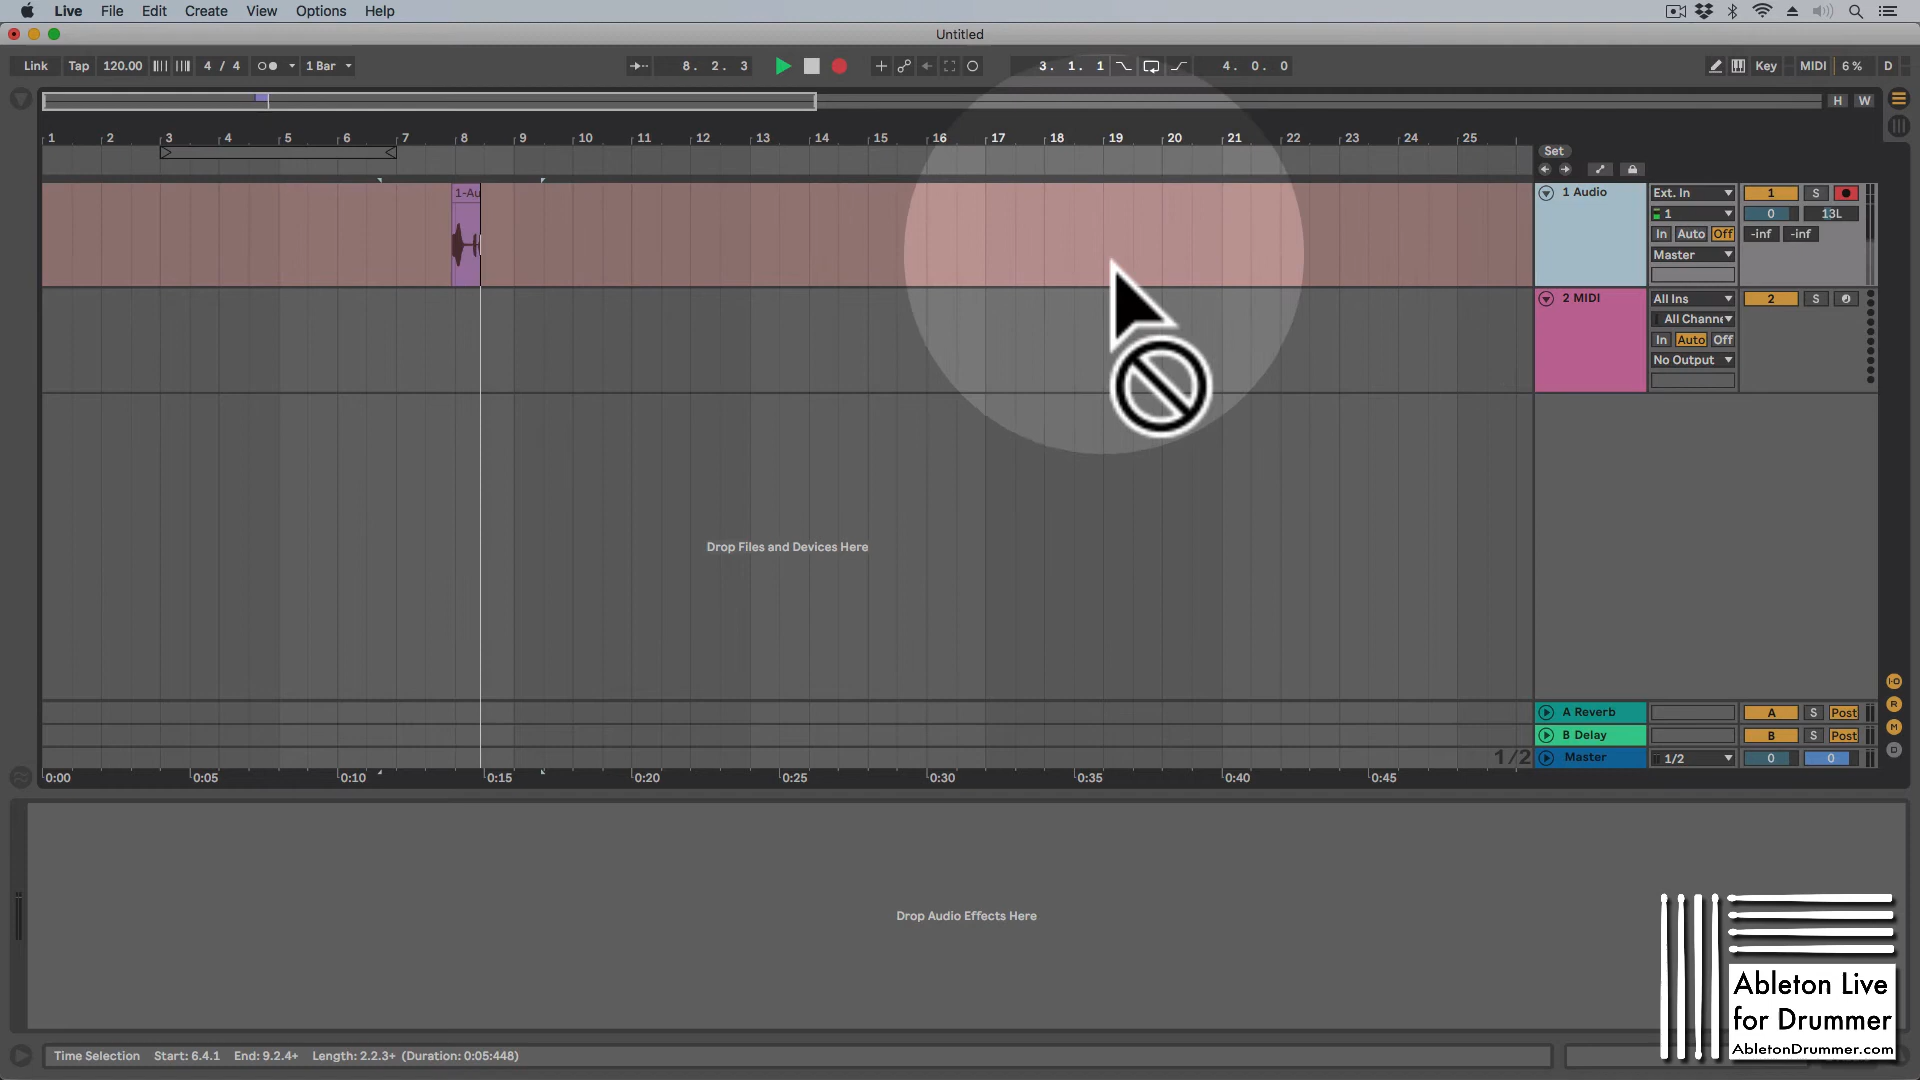 Live File Edit Create View Options Help
Untitled
Link Tap 120.00 4 / 4 1 Bar 8. 2. 3 3. 1. 1 4. 0. 0 Key MIDI 6 % D
H W
1 2 3 4 5 6 7 8 9 10 11 12 13 14 15 16 17 18 19 20 21 22 23 24 25
Set
1-Au
1 Audio Ext. In 1 S
1 0 13L
In Auto Off -inf -inf
Master
2 MIDI All Ins 2 S
All Channe
In Auto Off
No Output
Drop Files and Devices Here
A Reverb A S Post
B Delay B S Post
1/2 Master 1/2 0 0
0:00 0:05 0:10 0:15 0:20 0:25 0:30 0:35 0:40 0:45
I-O
R
M
D
Drop Audio Effects Here
Ableton Live
for Drummer
AbletonDrummer.com
Time Selection Start: 6.4.1 End: 9.2.4+ Length: 2.2.3+ (Duration: 0:05:448)